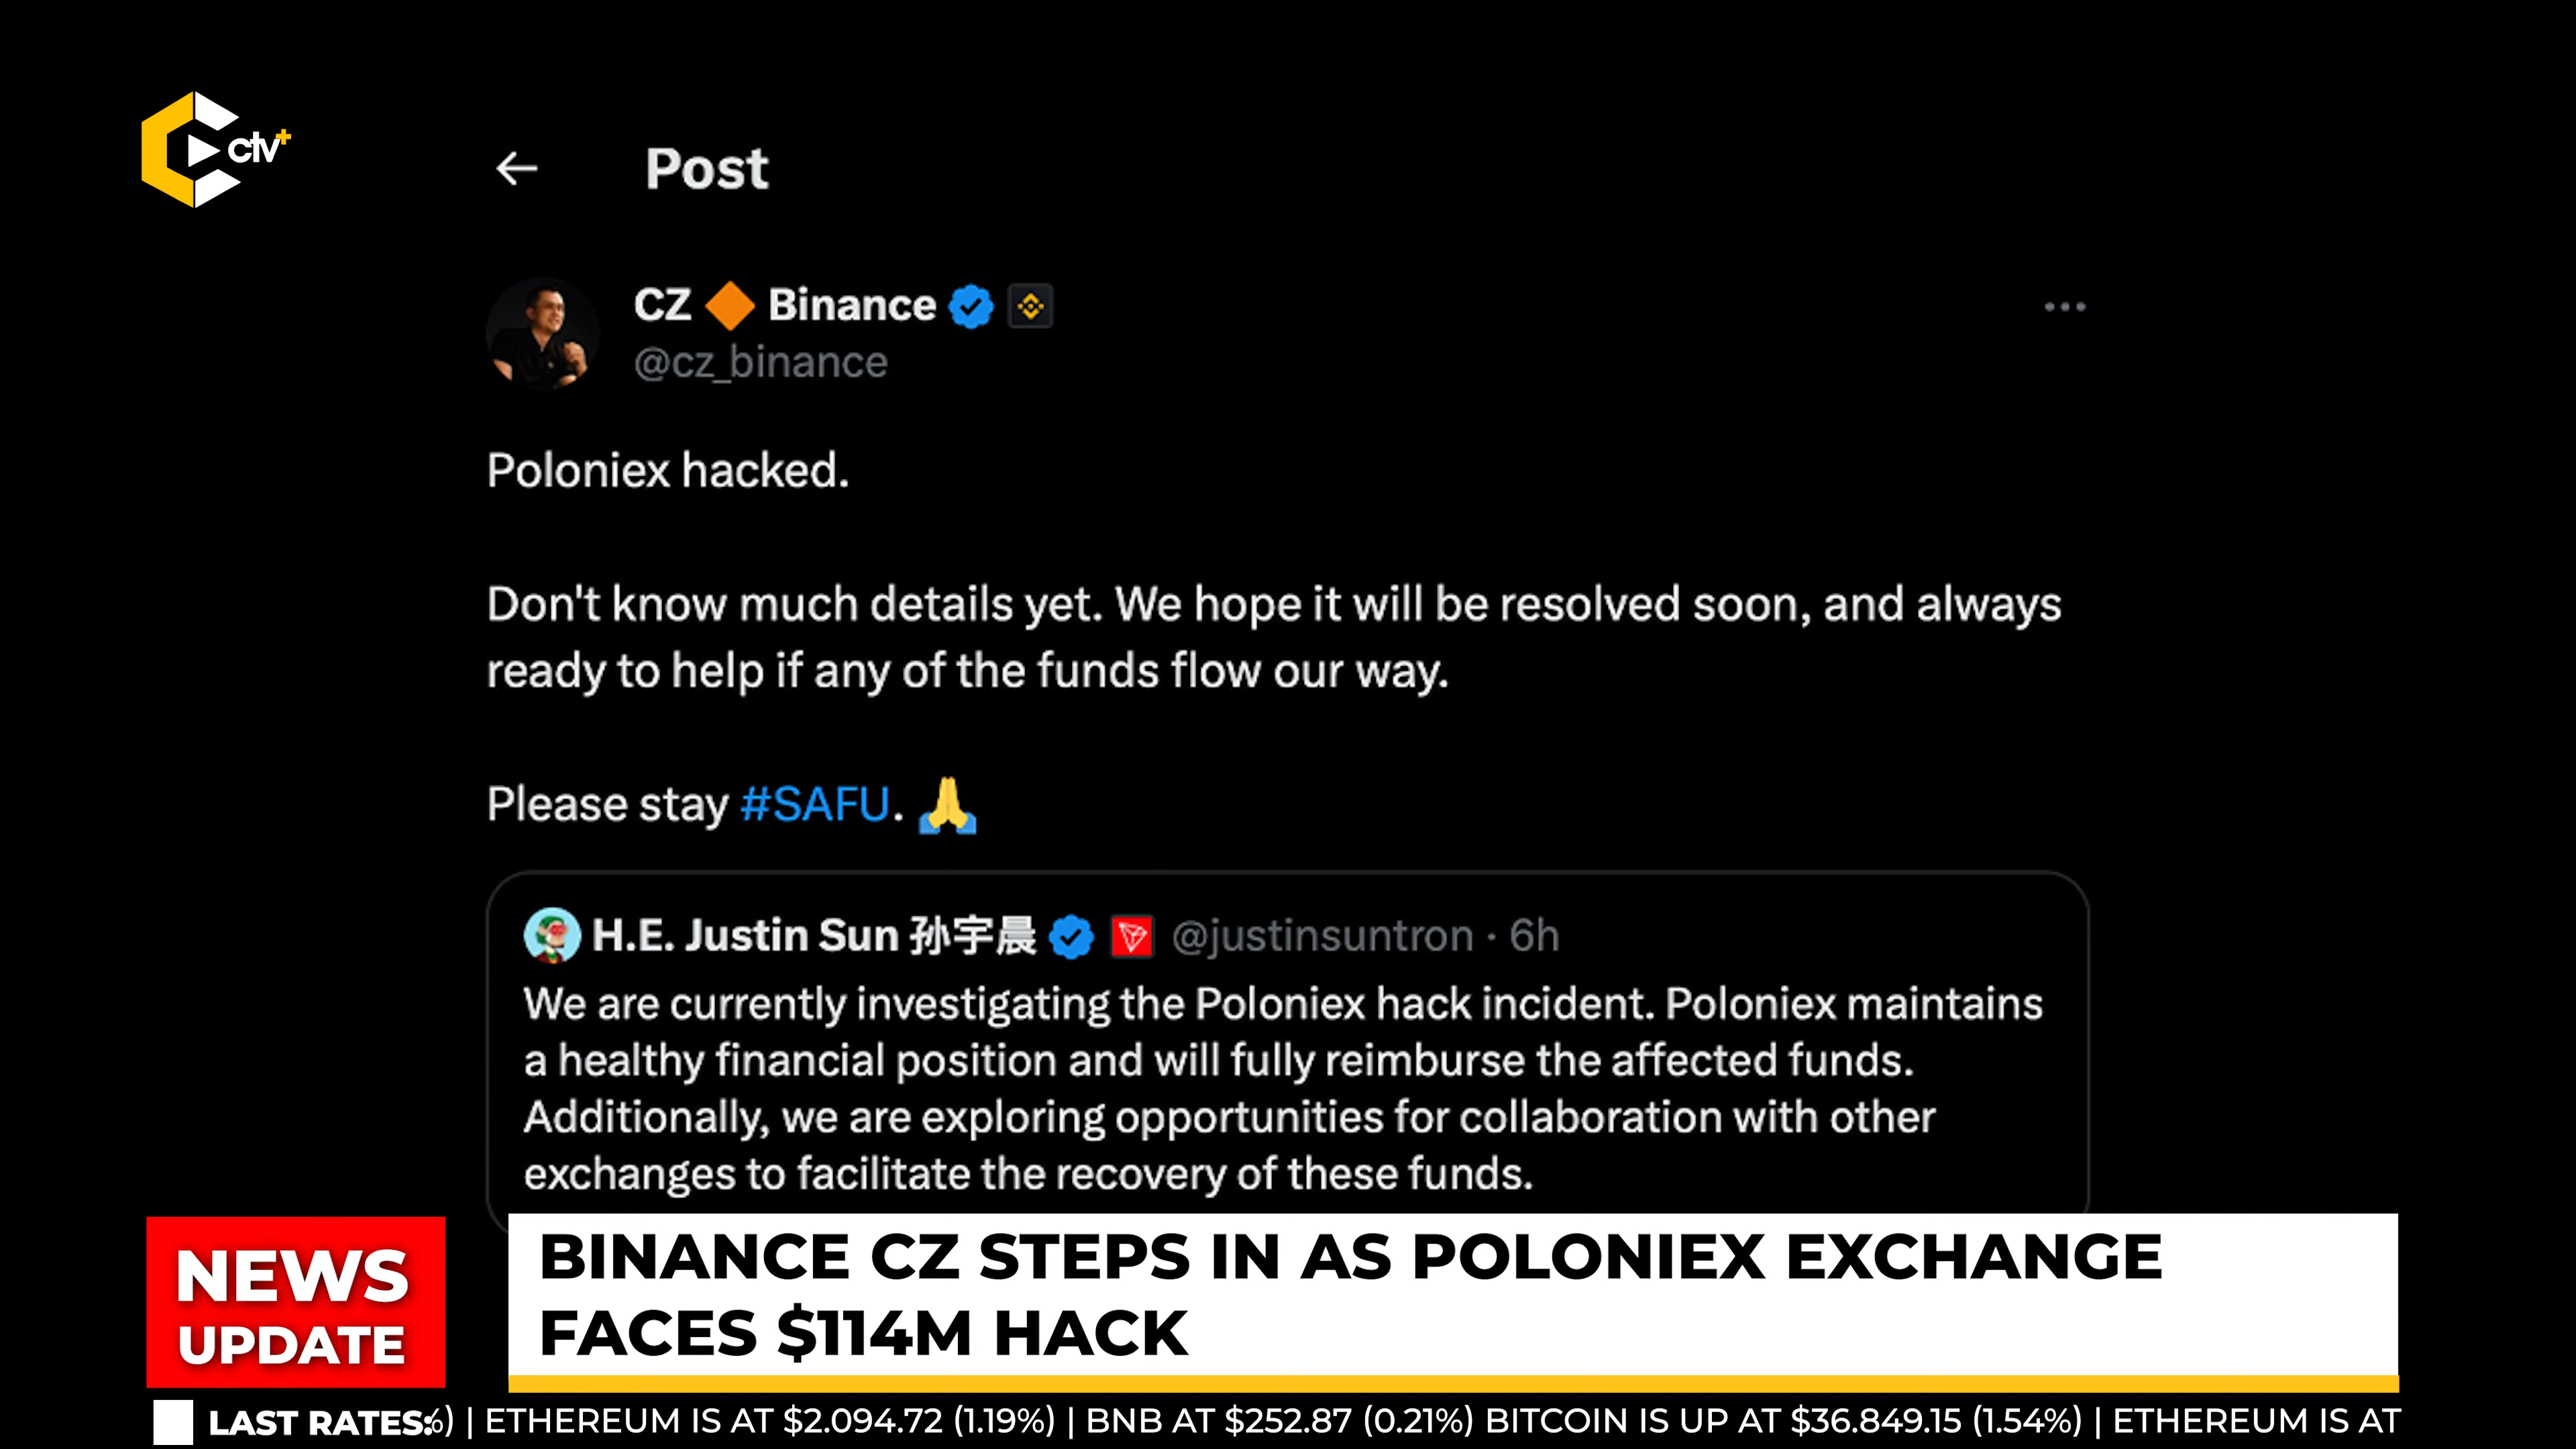 ctv+
Post
CZ 🔶 Binance
@cz_binance
Poloniex hacked.
Don't know much details yet. We hope it will be resolved soon, and always
ready to help if any of the funds flow our way.
Please stay #SAFU. 🙏
H.E. Justin Sun 孙宇晨 @justinsuntron · 6h
We are currently investigating the Poloniex hack incident. Poloniex maintains
a healthy financial position and will fully reimburse the affected funds.
Additionally, we are exploring opportunities for collaboration with other
exchanges to facilitate the recovery of these funds.
NEWS
UPDATE
BINANCE CZ STEPS IN AS POLONIEX EXCHANGE
FACES $114M HACK
LAST RATES: %) | ETHEREUM IS AT $2.094.72 (1.19%) | BNB AT $252.87 (0.21%) BITCOIN IS UP AT $36.849.15 (1.54%) | ETHEREUM IS AT